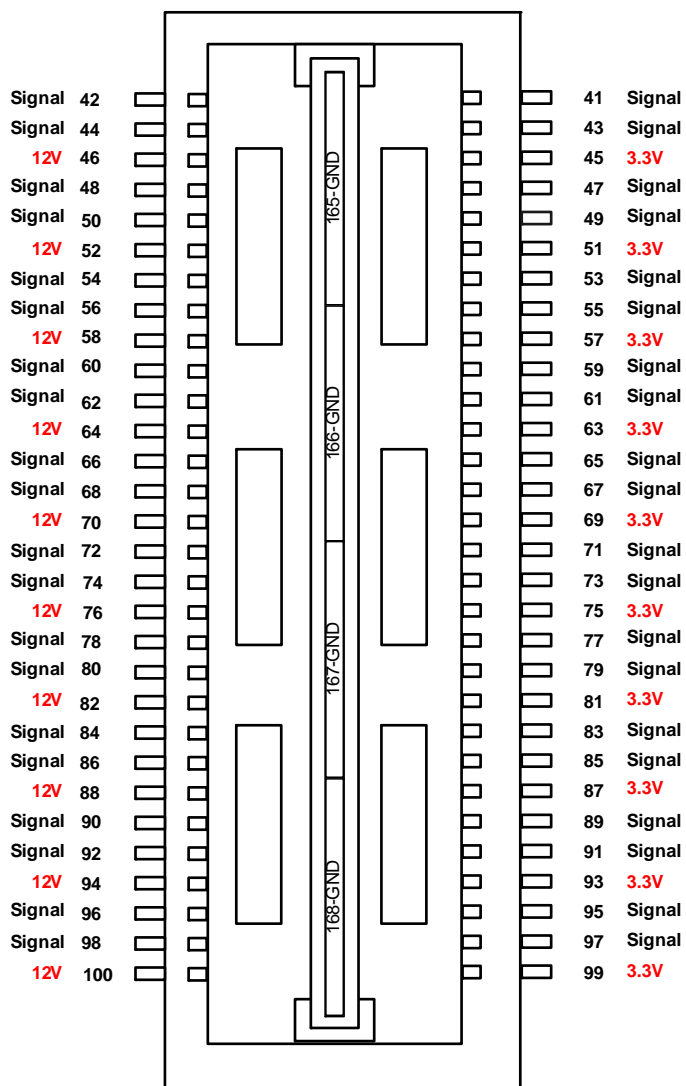 Signal 42 41 Signal
Signal 44 43 Signal
12V 46 45 3.3V
Signal 48 47 Signal
Signal 50 49 Signal
12V 52 51 3.3V
Signal 54 53 Signal
Signal 56 55 Signal
12V 58 57 3.3V
Signal 60 59 Signal
Signal 62 61 Signal
12V 64 63 3.3V
Signal 66 65 Signal
Signal 68 67 Signal
12V 70 69 3.3V
Signal 72 71 Signal
Signal 74 73 Signal
12V 76 75 3.3V
Signal 78 77 Signal
Signal 80 79 Signal
12V 82 81 3.3V
Signal 84 83 Signal
Signal 86 85 Signal
12V 88 87 3.3V
Signal 90 89 Signal
Signal 92 91 Signal
12V 94 93 3.3V
Signal 96 95 Signal
Signal 98 97 Signal
12V 100 99 3.3V
165-GND
166-GND
167-GND
168-GND